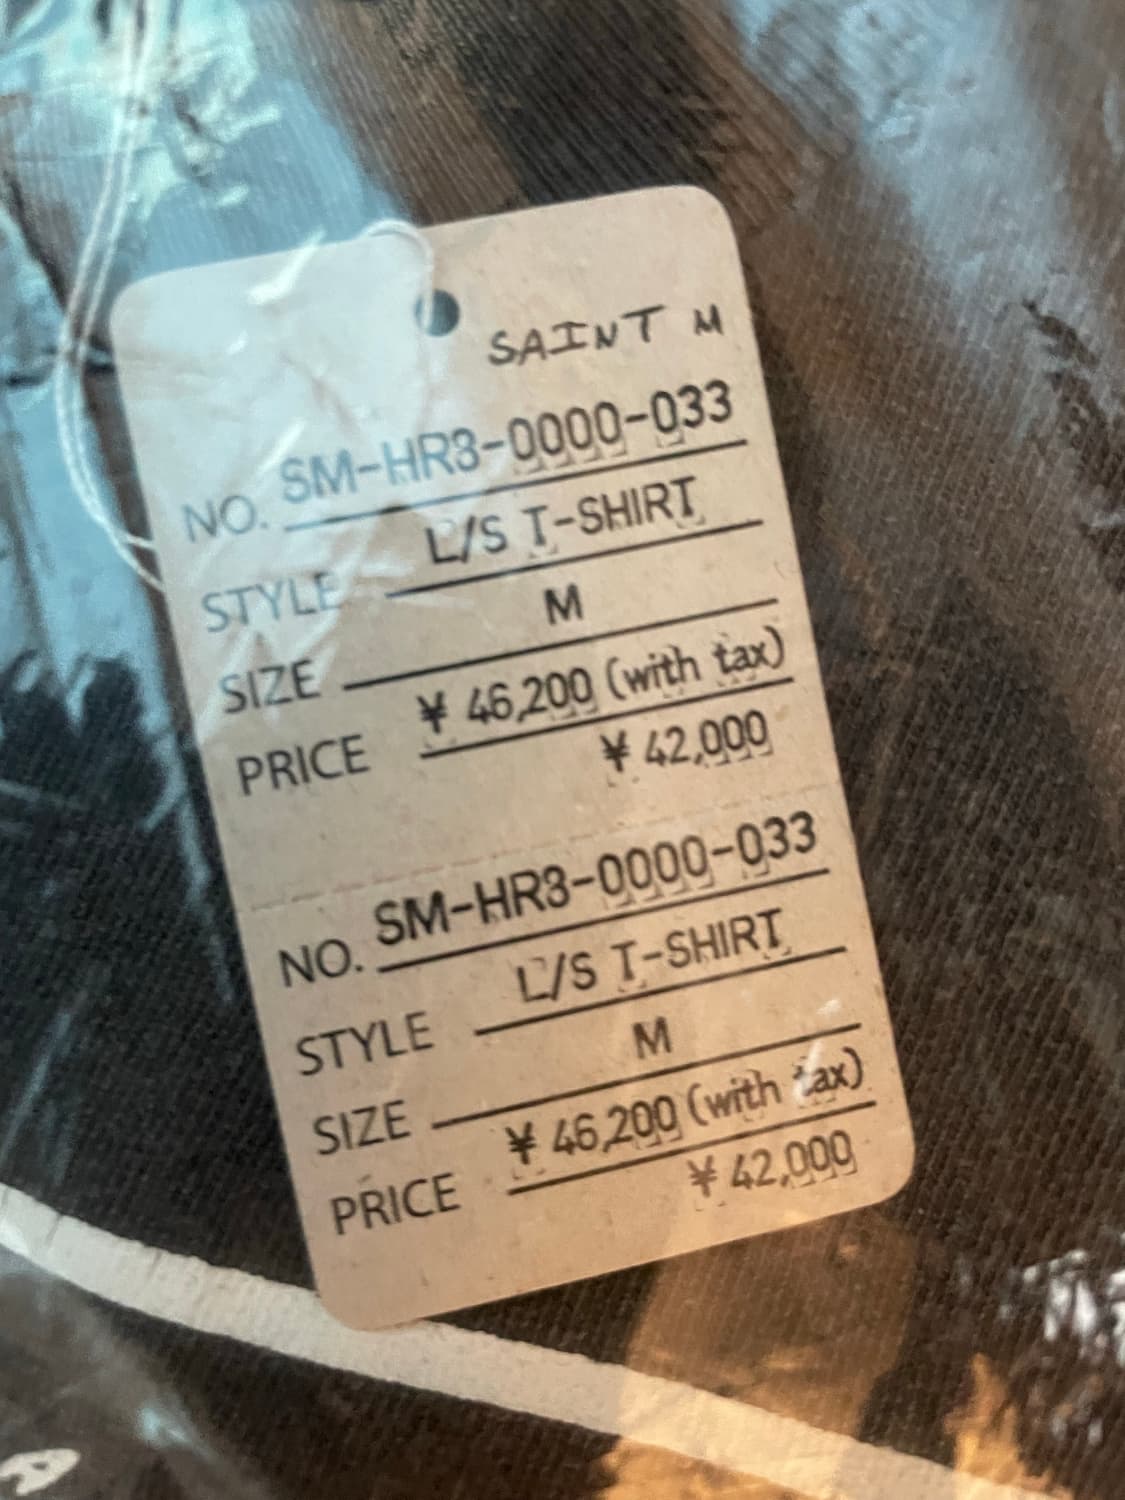 SAINT M
NO. SM-HR3-0000-033
STYLE L/S T-SHIRT
SIZE M
PRICE ¥ 46,200 (with tax)
¥ 42,000
NO. SM-HR3-0000-033
STYLE L/S T-SHIRT
SIZE M
PRICE ¥ 46,200 (with tax)
¥ 42,000